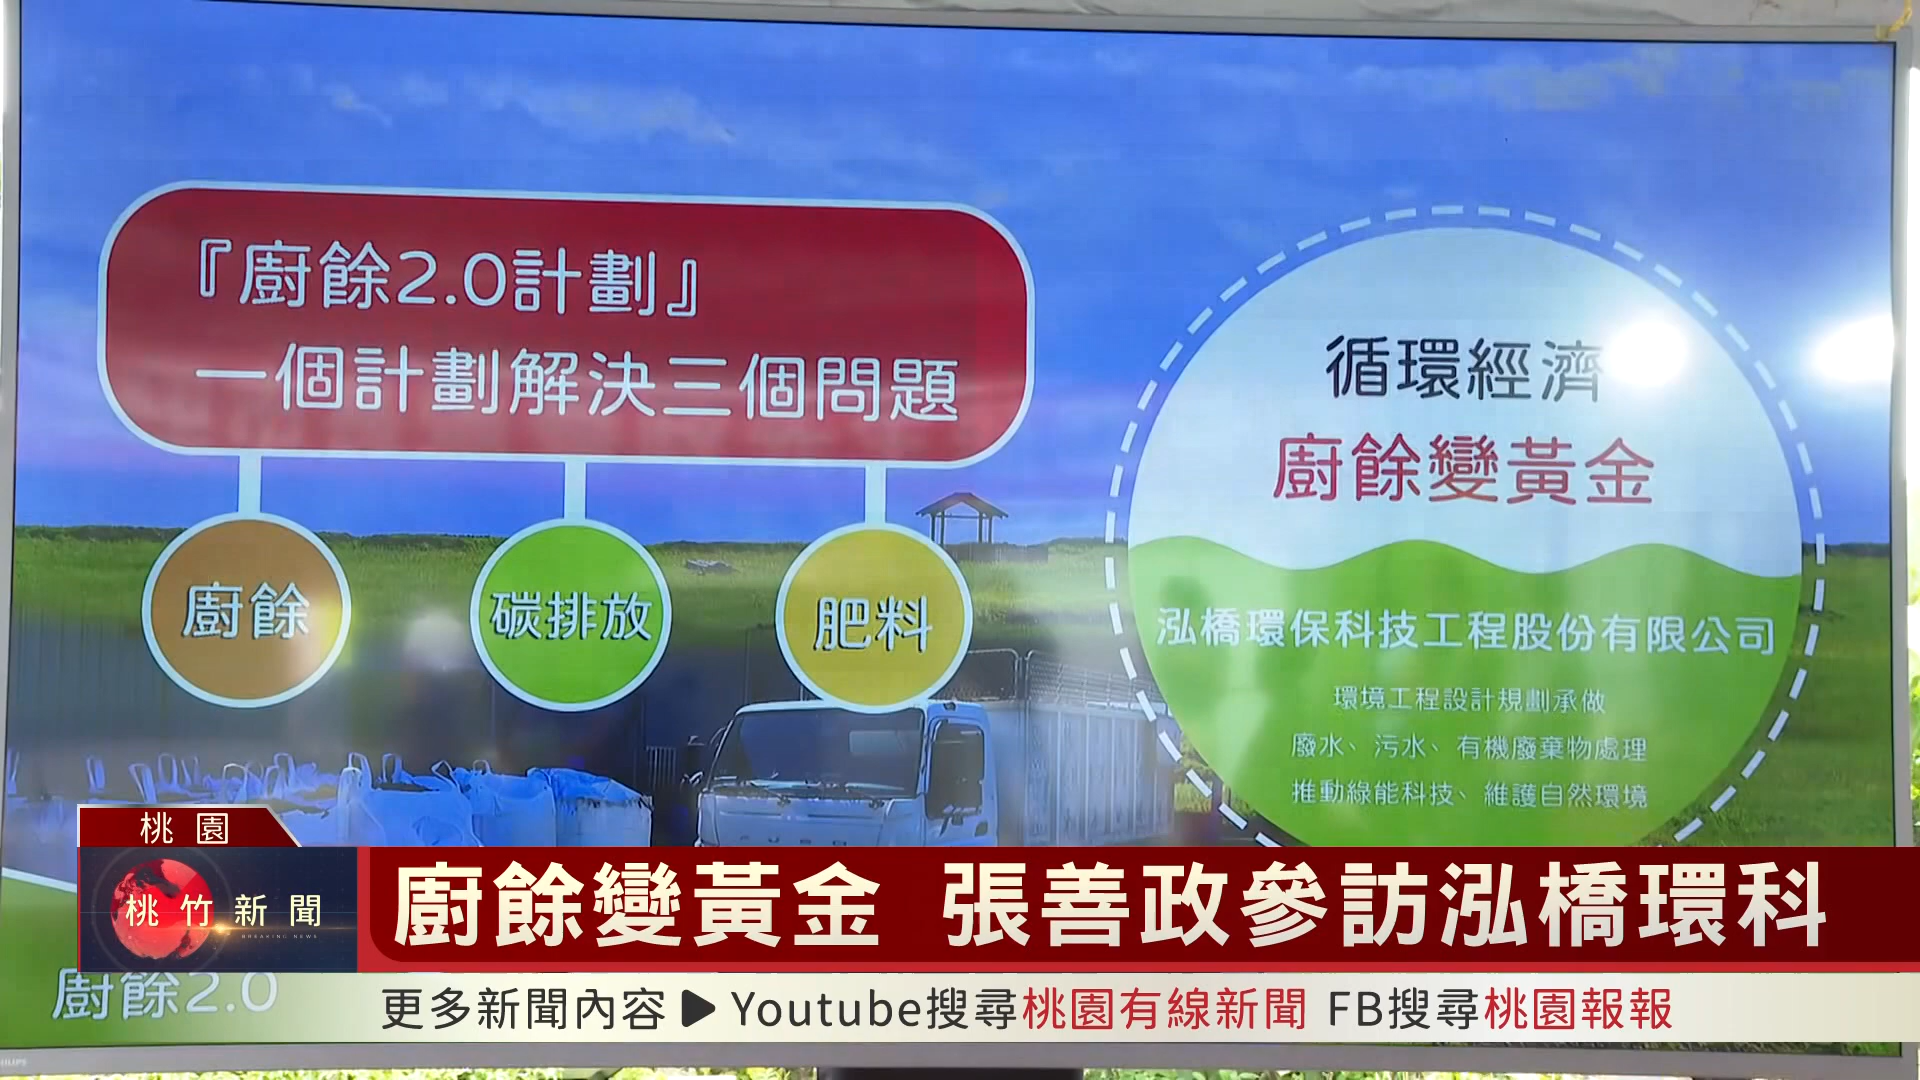 『廚餘2.0計劃』
一個計劃解決三個問題
廚餘
碳排放
肥料
循環經濟
廚餘變黃金
泓橋環保科技工程股份有限公司
環境工程設計規劃承做
廢水、污水、有機廢棄物處理
推動綠能科技、維護自然環境
桃園
桃竹新聞
BREAKING NEWS
廚餘變黃金 張善政參訪泓橋環科
廚餘2.0
更多新聞內容▶Youtube搜尋桃園有線新聞 FB搜尋桃園報報